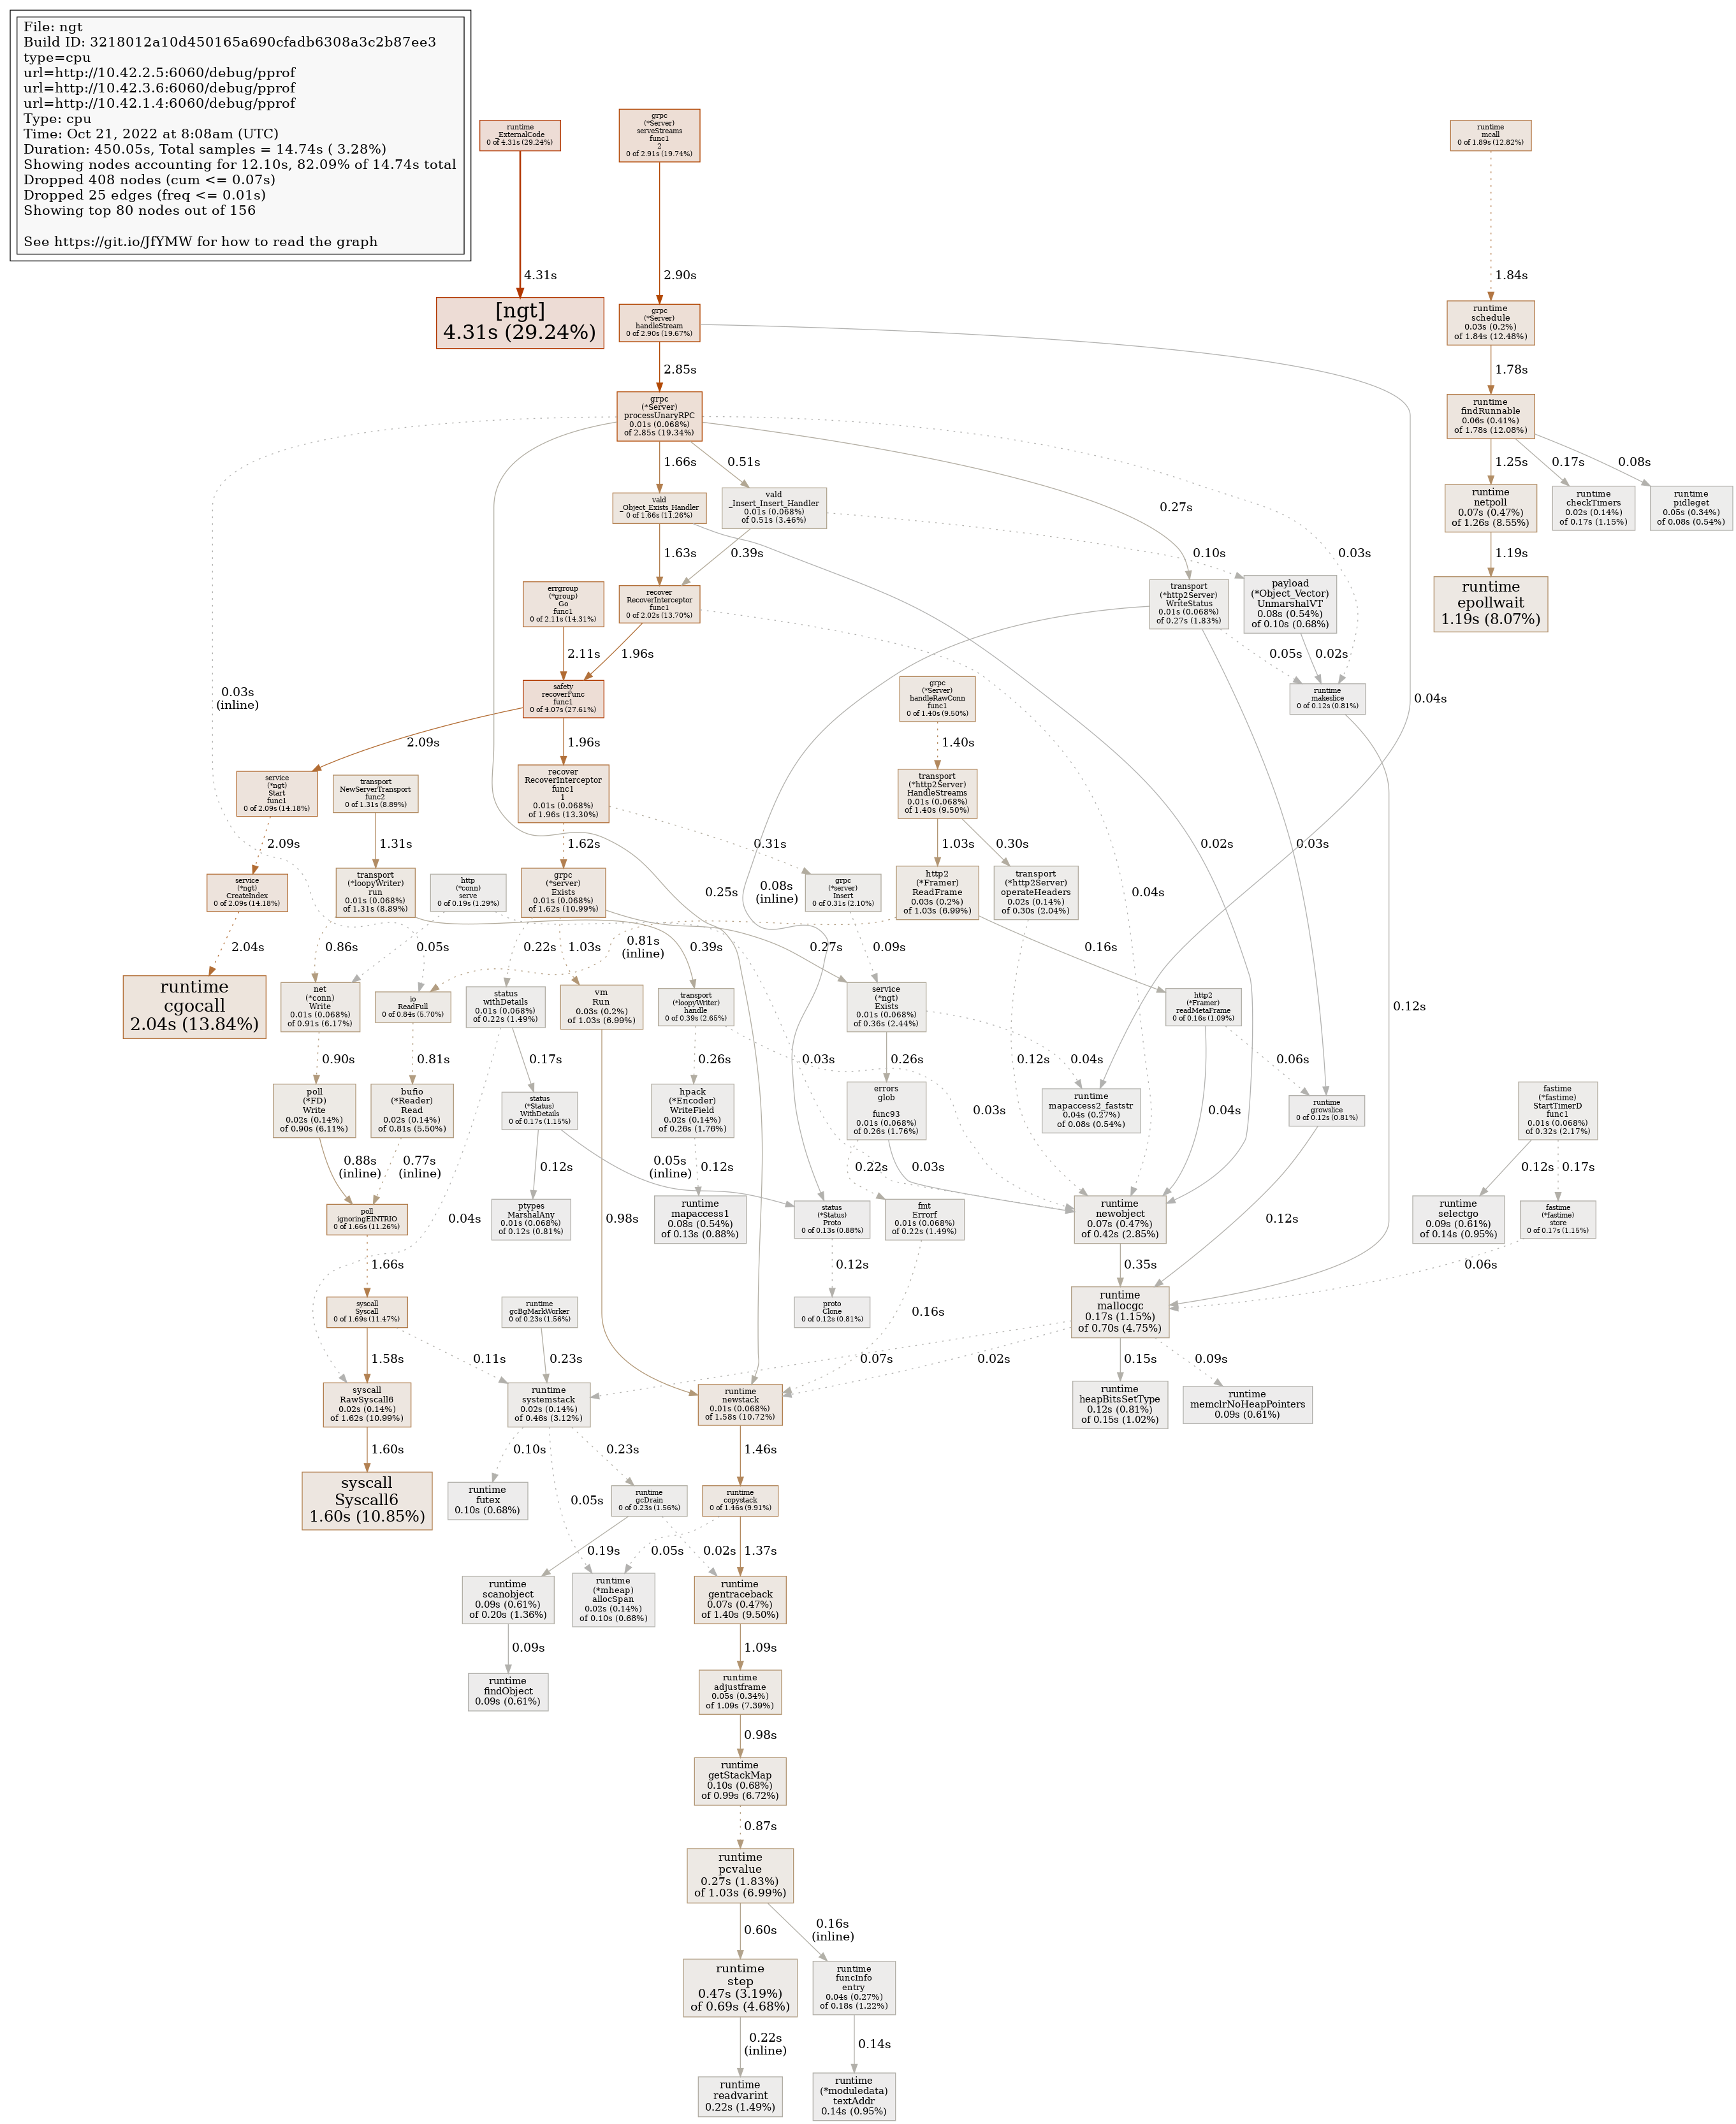 File: ngt
Build ID: 3218012a10d450165a690cfadb6308a3c2b87ee3
type=cpu
url=http://10.42.2.5:6060/debug/pprof
url=http://10.42.3.6:6060/debug/pprof
url=http://10.42.1.4:6060/debug/pprof
Type: cpu
Time: Oct 21, 2022 at 8:08am (UTC)
Duration: 450.05s, Total samples = 14.74s ( 3.28%)
Showing nodes accounting for 12.10s, 82.09% of 14.74s total
Dropped 408 nodes (cum <= 0.07s)
Dropped 25 edges (freq <= 0.01s)
Showing top 80 nodes out of 156
See https://git.io/JfYMW for how to read the graph
runtime
_ExternalCode
0 of 4.31s (29.24%)
grpc
(*Server)
serveStreams
func1
2
0 of 2.91s (19.74%)
runtime
mcall
0 of 1.89s (12.82%)
4.31s
2.90s
1.84s
[ngt]
4.31s (29.24%)
grpc
(*Server)
handleStream
0 of 2.90s (19.67%)
runtime
schedule
0.03s (0.2%)
of 1.84s (12.48%)
2.85s
1.78s
grpc
(*Server)
processUnaryRPC
0.01s (0.068%)
of 2.85s (19.34%)
runtime
findRunnable
0.06s (0.41%)
of 1.78s (12.08%)
1.66s
0.51s
1.25s
0.17s
0.08s
vald
_Object_Exists_Handler
0 of 1.66s (11.26%)
vald
_Insert_Insert_Handler
0.01s (0.068%)
of 0.51s (3.46%)
0.27s
runtime
netpoll
0.07s (0.47%)
of 1.26s (8.55%)
runtime
checkTimers
0.02s (0.14%)
of 0.17s (1.15%)
runtime
pidleget
0.05s (0.34%)
of 0.08s (0.54%)
1.63s
0.39s
0.10s
0.03s
1.19s
errgroup
(*group)
Go
func1
0 of 2.11s (14.31%)
recover
RecoverInterceptor
func1
0 of 2.02s (13.70%)
transport
(*http2Server)
WriteStatus
0.01s (0.068%)
of 0.27s (1.83%)
payload
(*Object_Vector)
UnmarshalVT
0.08s (0.54%)
of 0.10s (0.68%)
runtime
epollwait
1.19s (8.07%)
2.11s
1.96s
0.05s
0.02s
0.03s
(inline)
safety
recoverFunc
func1
0 of 4.07s (27.61%)
grpc
(*Server)
handleRawConn
func1
0 of 1.40s (9.50%)
runtime
makeslice
0 of 0.12s (0.81%)
0.04s
2.09s
1.96s
1.40s
service
(*ngt)
Start
func1
0 of 2.09s (14.18%)
transport
NewServerTransport
func2
0 of 1.31s (8.89%)
recover
RecoverInterceptor
func1
1
0.01s (0.068%)
of 1.96s (13.30%)
transport
(*http2Server)
HandleStreams
0.01s (0.068%)
of 1.40s (9.50%)
2.09s
1.31s
1.62s
0.31s
1.03s
0.30s
0.02s
0.03s
service
(*ngt)
CreateIndex
0 of 2.09s (14.18%)
transport
(*loopyWriter)
run
0.01s (0.068%)
of 1.31s (8.89%)
http
(*conn)
serve
0 of 0.19s (1.29%)
grpc
(*server)
Exists
0.01s (0.068%)
of 1.62s (10.99%)
0.25s
0.08s
(inline)
grpc
(*server)
Insert
0 of 0.31s (2.10%)
http2
(*Framer)
ReadFrame
0.03s (0.2%)
of 1.03s (6.99%)
transport
(*http2Server)
operateHeaders
0.02s (0.14%)
of 0.30s (2.04%)
0.04s
2.04s
0.86s
0.05s
0.22s
1.03s
0.81s
(inline)
0.39s
0.27s
0.09s
0.16s
runtime
cgocall
2.04s (13.84%)
net
(*conn)
Write
0.01s (0.068%)
of 0.91s (6.17%)
io
ReadFull
0 of 0.84s (5.70%)
status
withDetails
0.01s (0.068%)
of 0.22s (1.49%)
vm
Run
0.03s (0.2%)
of 1.03s (6.99%)
transport
(*loopyWriter)
handle
0 of 0.39s (2.65%)
service
(*ngt)
Exists
0.01s (0.068%)
of 0.36s (2.44%)
http2
(*Framer)
readMetaFrame
0 of 0.16s (1.09%)
0.12s
0.90s
0.81s
0.17s
0.26s
0.03s
0.26s
0.04s
0.12s
0.06s
poll
(*FD)
Write
0.02s (0.14%)
of 0.90s (6.11%)
bufio
(*Reader)
Read
0.02s (0.14%)
of 0.81s (5.50%)
status
(*Status)
WithDetails
0 of 0.17s (1.15%)
hpack
(*Encoder)
WriteField
0.02s (0.14%)
of 0.26s (1.76%)
errors
glob

func93
0.01s (0.068%)
of 0.26s (1.76%)
0.03s
runtime
mapaccess2_faststr
0.04s (0.27%)
of 0.08s (0.54%)
0.04s
runtime
growslice
0 of 0.12s (0.81%)
fastime
(*fastime)
StartTimerD
func1
0.01s (0.068%)
of 0.32s (2.17%)
0.88s
(inline)
0.77s
(inline)
0.12s
0.05s
(inline)
0.12s
0.22s
0.03s
0.12s
0.17s
poll
ignoringEINTRIO
0 of 1.66s (11.26%)
0.04s
ptypes
MarshalAny
0.01s (0.068%)
of 0.12s (0.81%)
0.98s
runtime
mapaccess1
0.08s (0.54%)
of 0.13s (0.88%)
status
(*Status)
Proto
0 of 0.13s (0.88%)
fmt
Errorf
0.01s (0.068%)
of 0.22s (1.49%)
runtime
newobject
0.07s (0.47%)
of 0.42s (2.85%)
0.12s
runtime
selectgo
0.09s (0.61%)
of 0.14s (0.95%)
fastime
(*fastime)
store
0 of 0.17s (1.15%)
1.66s
0.12s
0.35s
0.06s
syscall
Syscall
0 of 1.69s (11.47%)
runtime
gcBgMarkWorker
0 of 0.23s (1.56%)
proto
Clone
0 of 0.12s (0.81%)
0.16s
runtime
mallocgc
0.17s (1.15%)
of 0.70s (4.75%)
1.58s
0.11s
0.23s
0.07s
0.02s
0.15s
0.09s
syscall
RawSyscall6
0.02s (0.14%)
of 1.62s (10.99%)
runtime
systemstack
0.02s (0.14%)
of 0.46s (3.12%)
runtime
newstack
0.01s (0.068%)
of 1.58s (10.72%)
runtime
heapBitsSetType
0.12s (0.81%)
of 0.15s (1.02%)
runtime
memclrNoHeapPointers
0.09s (0.61%)
1.60s
0.10s
0.23s
1.46s
syscall
Syscall6
1.60s (10.85%)
runtime
futex
0.10s (0.68%)
0.05s
runtime
gcDrain
0 of 0.23s (1.56%)
runtime
copystack
0 of 1.46s (9.91%)
0.19s
0.05s
0.02s
1.37s
runtime
scanobject
0.09s (0.61%)
of 0.20s (1.36%)
runtime
(*mheap)
allocSpan
0.02s (0.14%)
of 0.10s (0.68%)
runtime
gentraceback
0.07s (0.47%)
of 1.40s (9.50%)
0.09s
1.09s
runtime
findObject
0.09s (0.61%)
runtime
adjustframe
0.05s (0.34%)
of 1.09s (7.39%)
0.98s
runtime
getStackMap
0.10s (0.68%)
of 0.99s (6.72%)
0.87s
runtime
pcvalue
0.27s (1.83%)
of 1.03s (6.99%)
0.60s
0.16s
(inline)
runtime
step
0.47s (3.19%)
of 0.69s (4.68%)
runtime
funcInfo
entry
0.04s (0.27%)
of 0.18s (1.22%)
0.22s
(inline)
0.14s
runtime
readvarint
0.22s (1.49%)
runtime
(*moduledata)
textAddr
0.14s (0.95%)